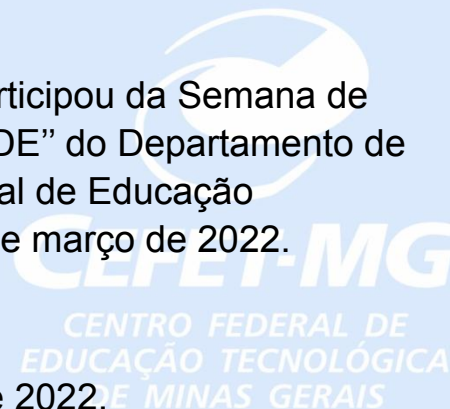 rticipou da Semana de
DE” do Departamento de
al de Educação
e março de 2022.
CEFET-MG
CENTRO FEDERAL DE
EDUCAÇÃO TECNOLÓGICA
e 2022.
DE MINAS GERAIS